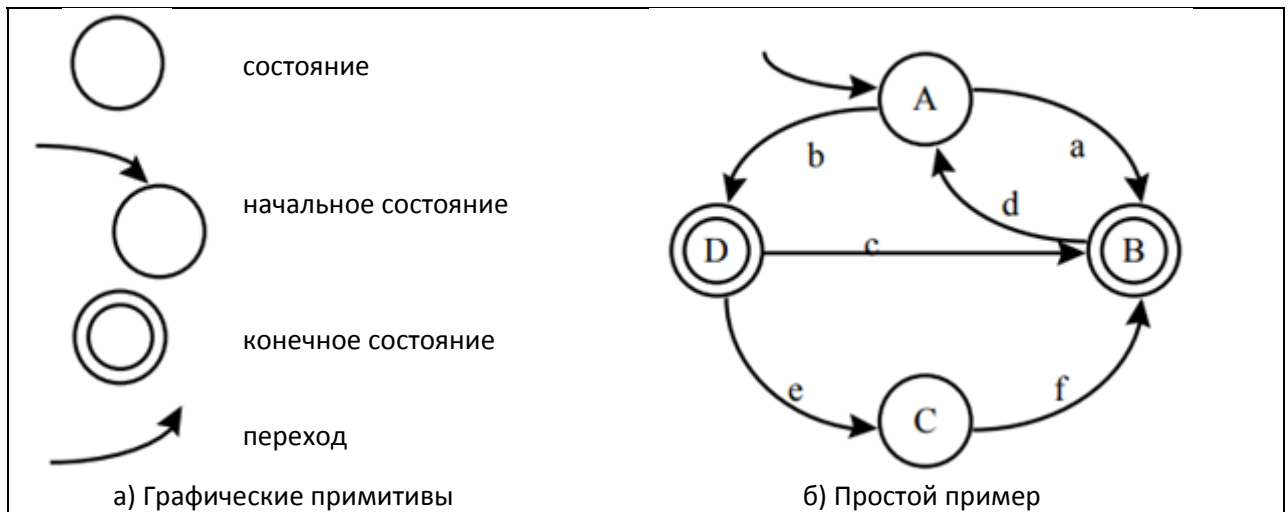 состояние
начальное состояние
конечное состояние
переход
а) Графические примитивы
A
b
a
d
D
c
B
e
f
C
б) Простой пример